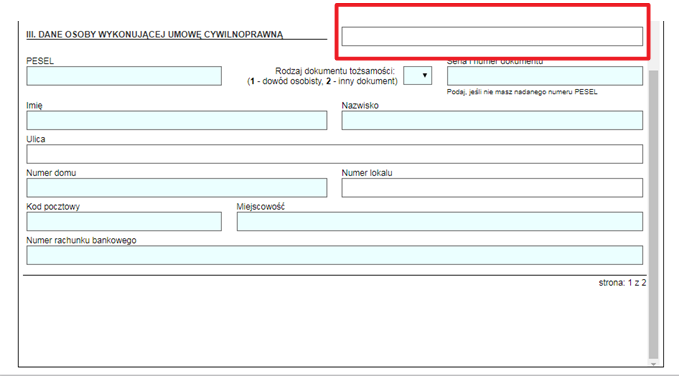 III. DANE OSOBY WYKONUJĄCEJ UMOWĘ CYWILNOPRAWNĄ
PESEL
Rodzaj dokumentu tożsamości:
(1 - dowód osobisty, 2 - inny dokument)
Seria i numer dokumentu
Podaj, jeśli nie masz nadanego numeru PESEL
Imię
Nazwisko
Ulica
Numer domu
Numer lokalu
Kod pocztowy
Miejscowość
Numer rachunku bankowego
strona: 1 z 2